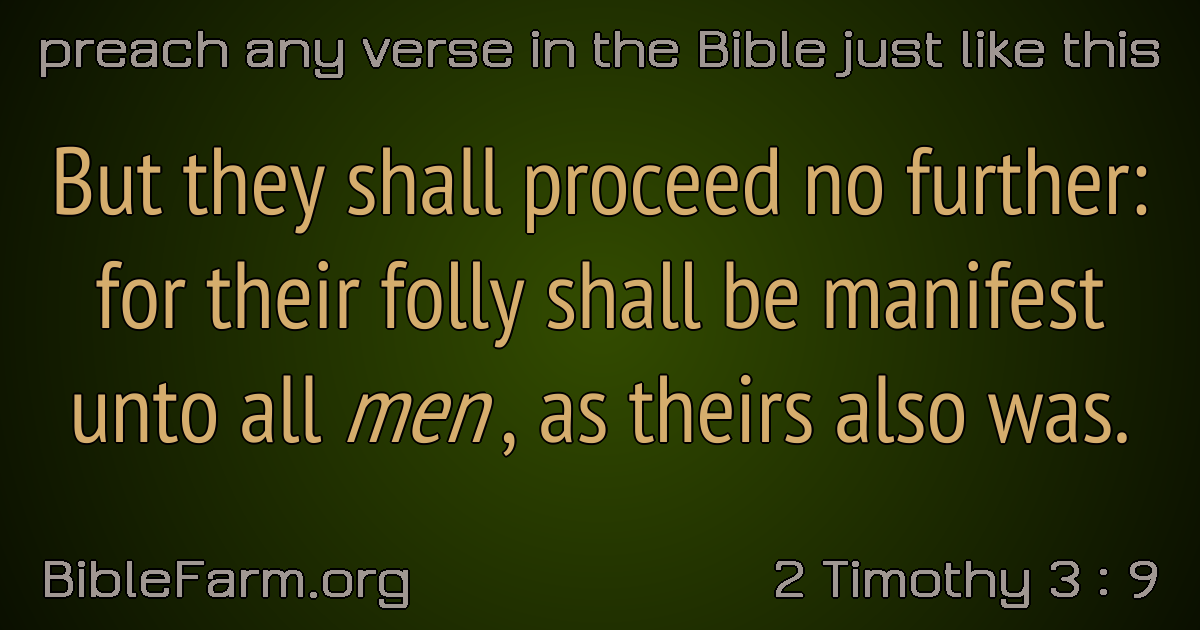 preach any verse in the Bible just like this
But they shall proceed no further:
for their folly shall be manifest
unto all men, as theirs also was.
BibleFarm.org
2 Timothy 3 : 9